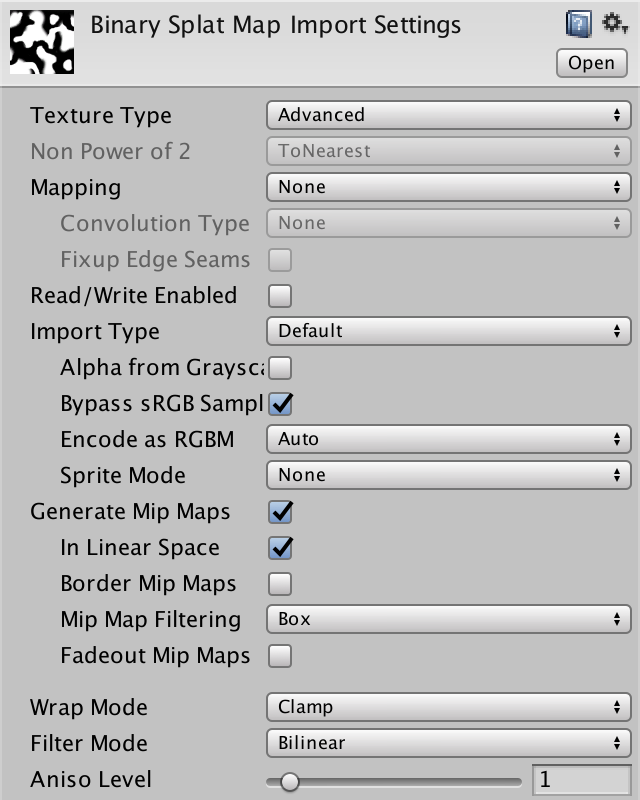 Binary Splat Map Import Settings
Open
Texture Type Advanced
Non Power of 2 ToNearest
Mapping None
Convolution Type None
Fixup Edge Seams
Read/Write Enabled
Import Type Default
Alpha from Graysca
Bypass sRGB Sampl
Encode as RGBM Auto
Sprite Mode None
Generate Mip Maps
In Linear Space
Border Mip Maps
Mip Map Filtering Box
Fadeout Mip Maps
Wrap Mode Clamp
Filter Mode Bilinear
Aniso Level 1